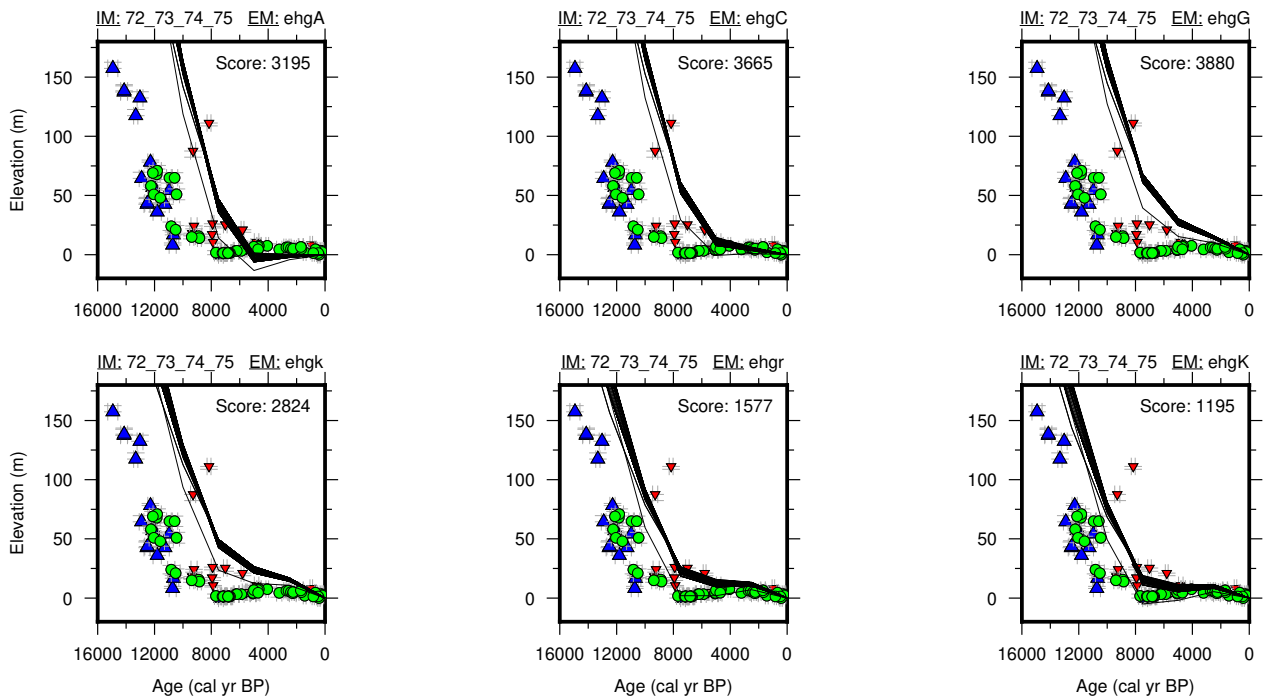 IM: 72_73_74_75 EM: ehgA
IM: 72_73_74_75 EM: ehgC
IM: 72_73_74_75 EM: ehgG
Score: 3195
Score: 3665
Score: 3880
Elevation (m)
150
100
50
0
150
100
50
0
150
100
50
0
16000 12000 8000 4000 0
16000 12000 8000 4000 0
16000 12000 8000 4000 0
IM: 72_73_74_75 EM: ehgk
IM: 72_73_74_75 EM: ehgr
IM: 72_73_74_75 EM: ehgK
Score: 2824
Score: 1577
Score: 1195
Elevation (m)
150
100
50
0
150
100
50
0
150
100
50
0
16000 12000 8000 4000 0
16000 12000 8000 4000 0
16000 12000 8000 4000 0
Age (cal yr BP)
Age (cal yr BP)
Age (cal yr BP)